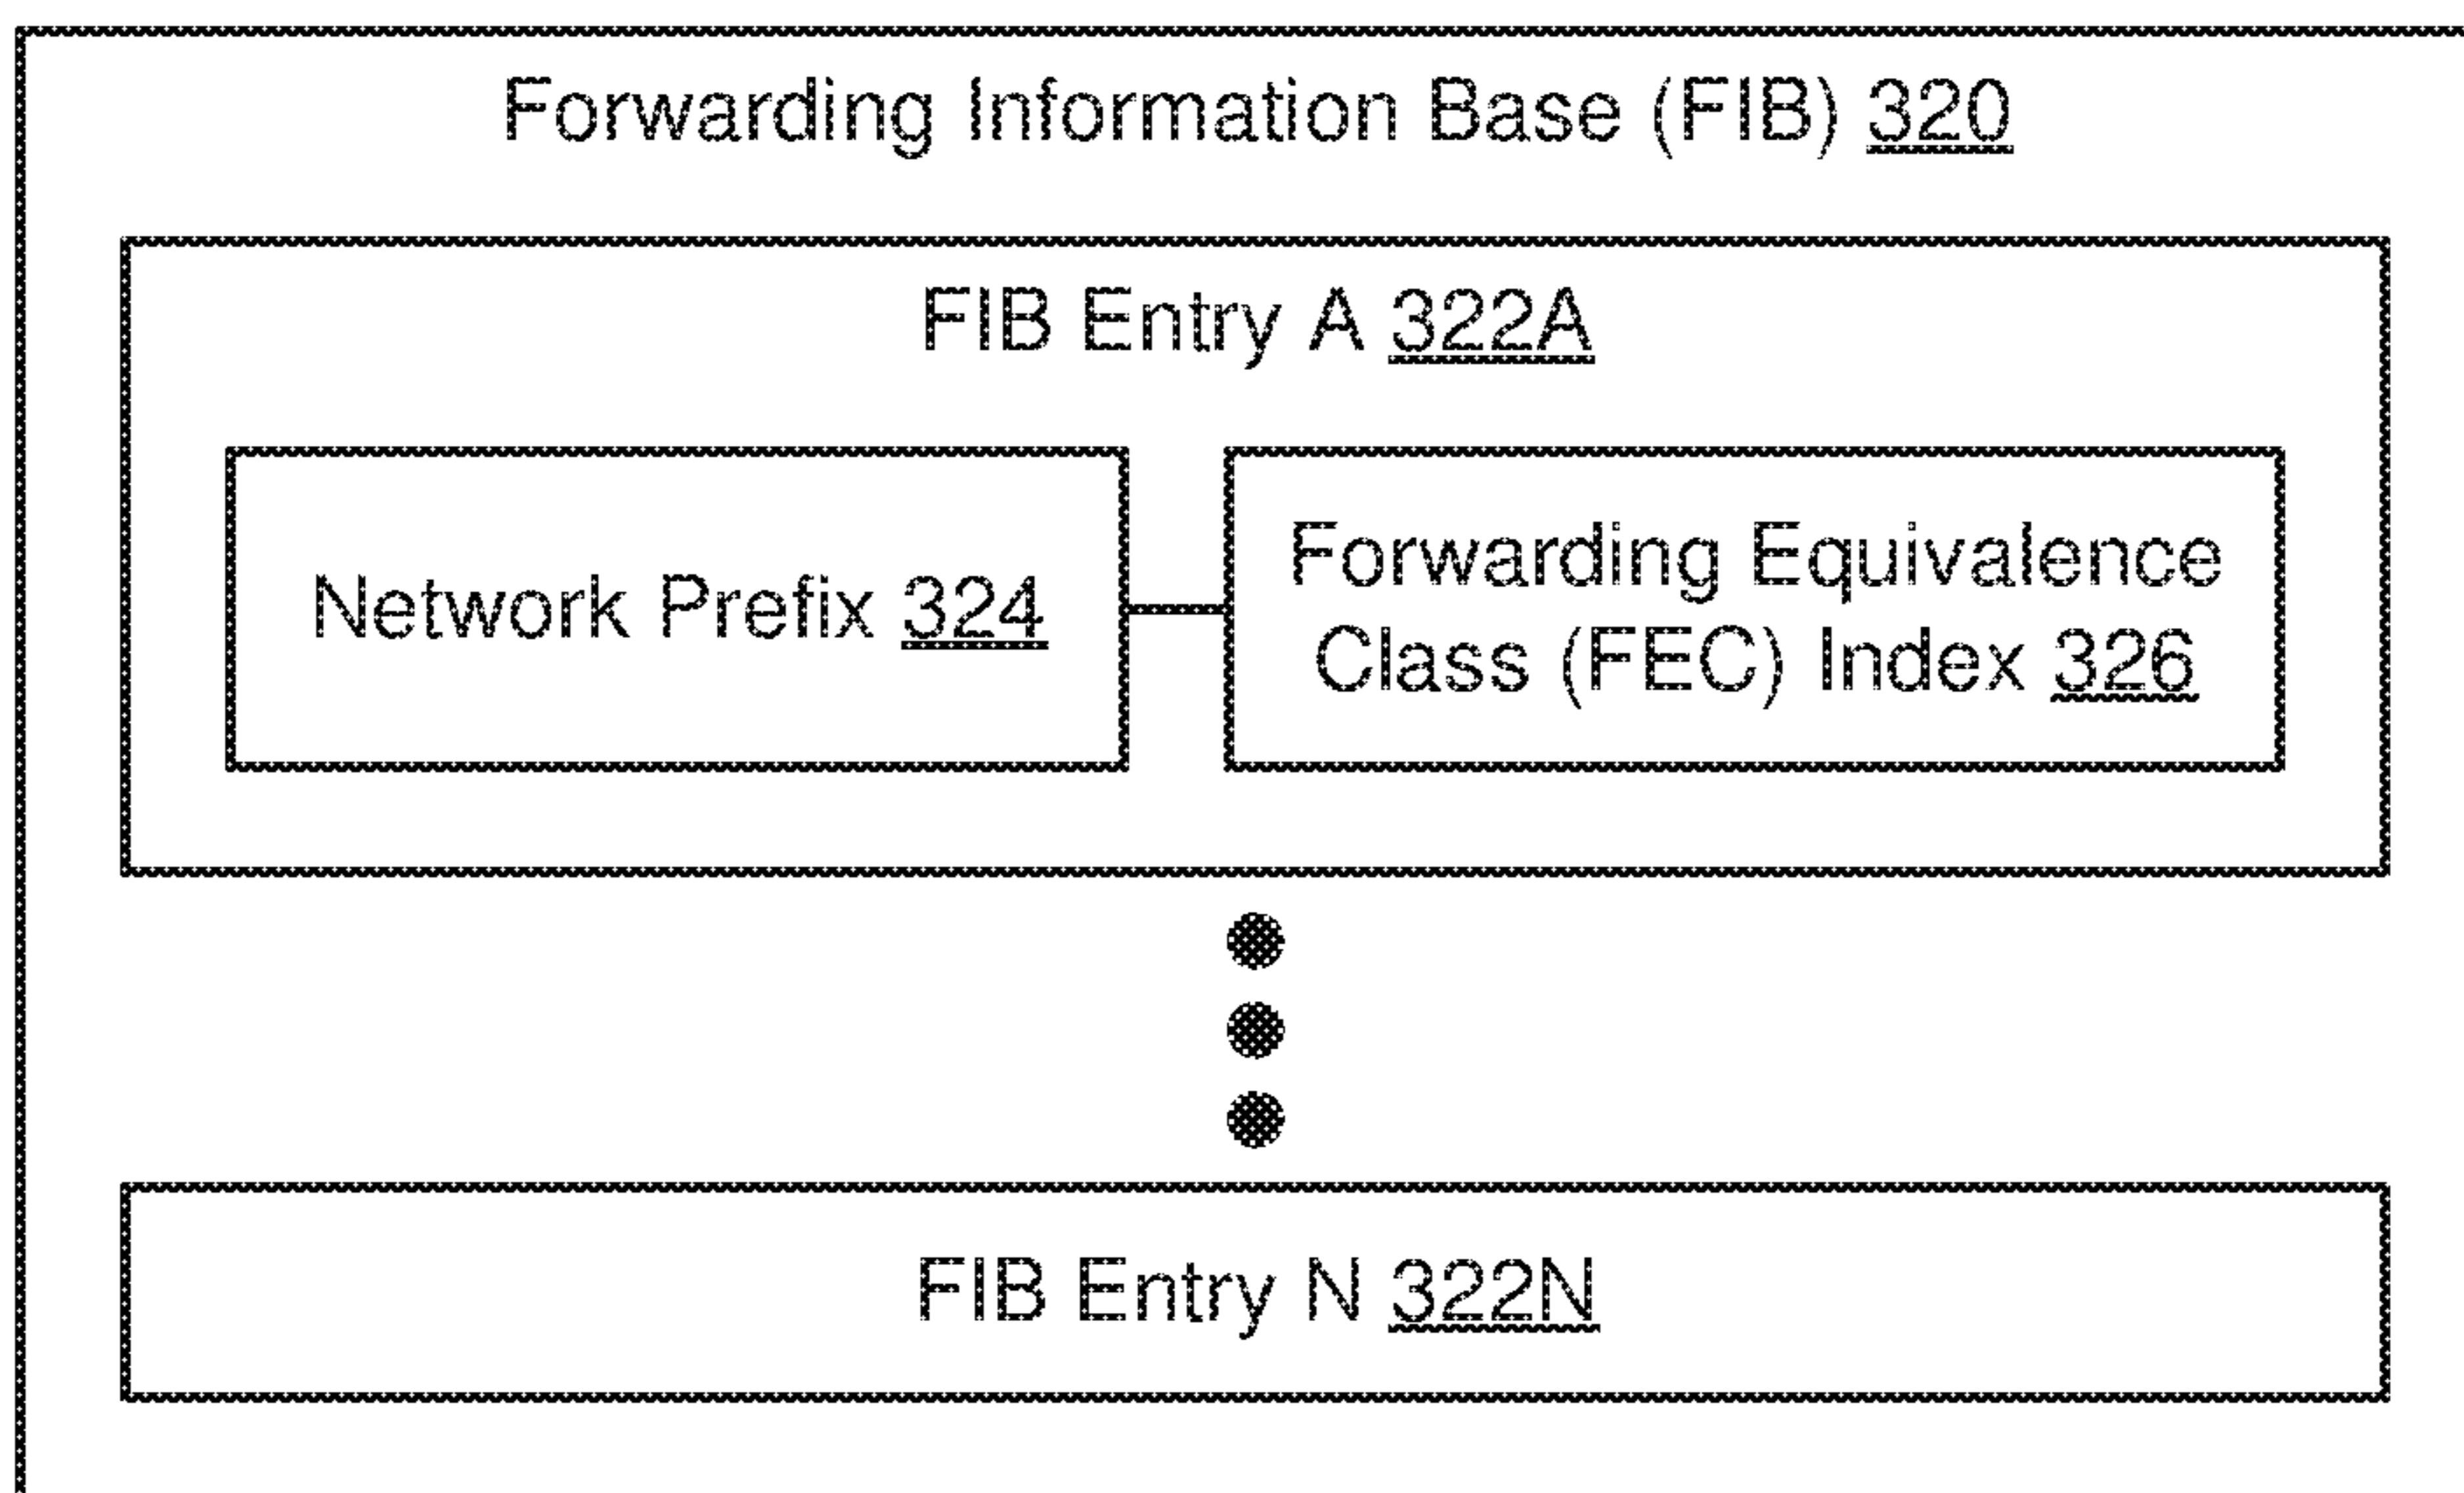 Forwarding Information Base (FIB) 320
FIB Entry A 322A
Network Prefix 324
Forwarding Equivalence
Class (FEC) Index 326
FIB Entry N 322N